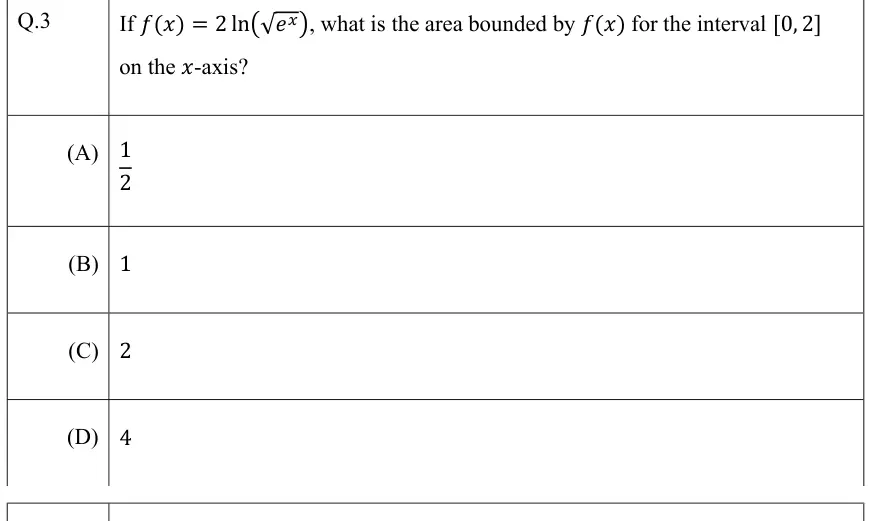 Q.3 If 𝑓(𝑥) = 2 ln(√𝑒ˣ), what is the area bounded by 𝑓(𝑥) for the interval [0, 2]
on the 𝑥-axis?
(A) 1/2
(B) 1
(C) 2
(D) 4